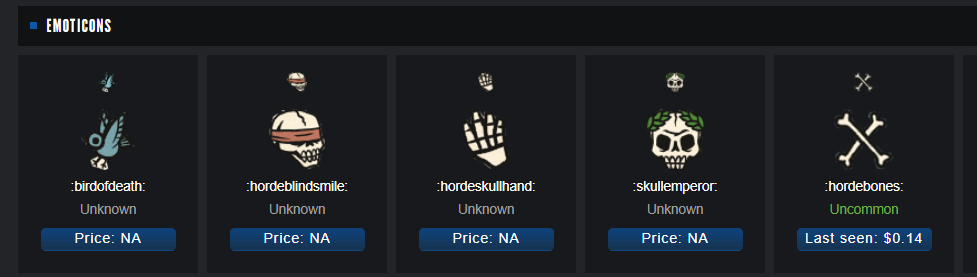 EMOTICONS
:birdofdeath:
Unknown
Price: NA
:hordeblindsmile:
Unknown
Price: NA
:hordeskullhand:
Unknown
Price: NA
:skullemperor:
Unknown
Price: NA
:hordebones:
Uncommon
Last seen: $0.14